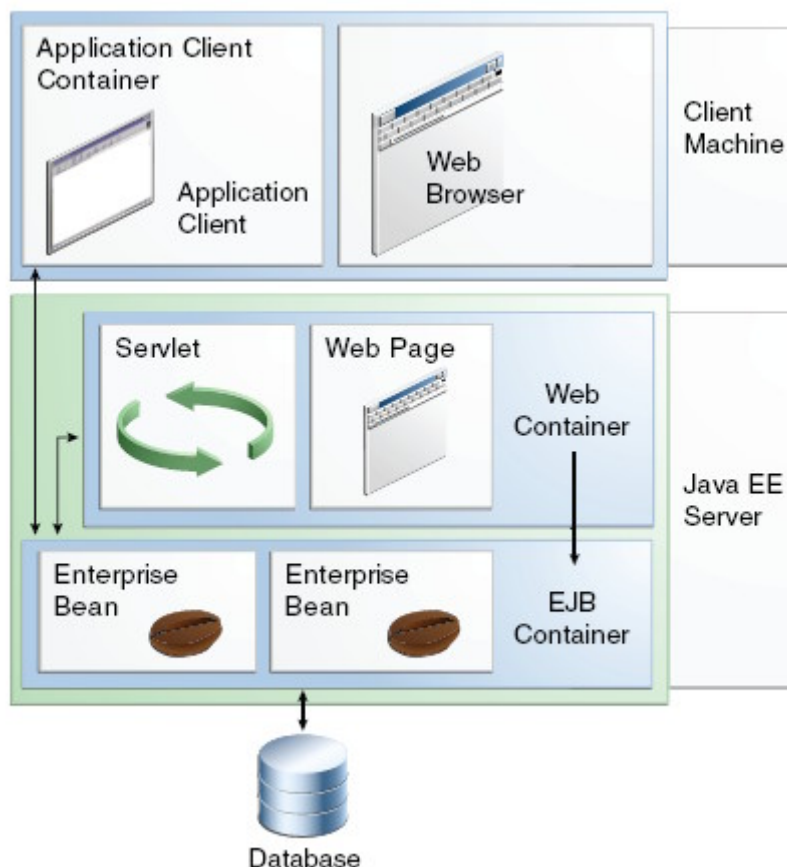 Application Client
Container
Application
Client
Web
Browser
Client
Machine
Servlet
Web Page
Web
Container
Java EE
Server
Enterprise
Bean
Enterprise
Bean
EJB
Container
Database